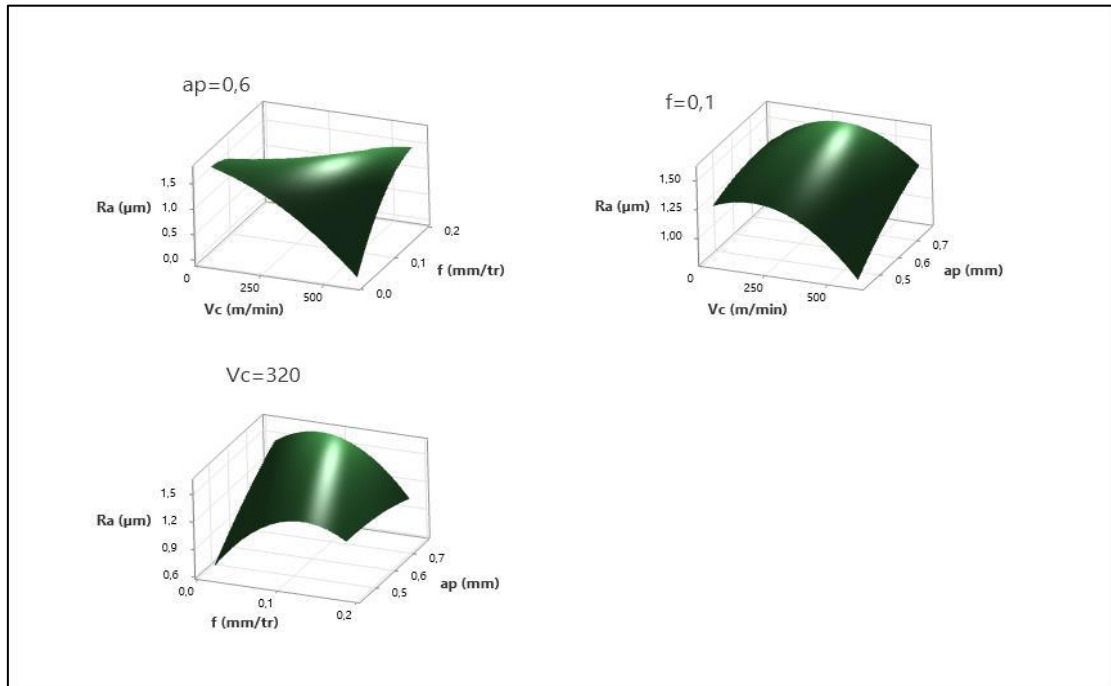 ap=0,6
1,5
1,0
0,5
0,0
Ra (µm)
0
250
500
Vc (m/min)
0,0
0,1
0,2
f (mm/tr)
f=0,1
1,50
1,25
1,00
Ra (µm)
0
250
500
Vc (m/min)
0,5
0,6
0,7
ap (mm)
Vc=320
1,5
1,2
0,9
0,6
Ra (µm)
0,0
0,1
0,2
f (mm/tr)
0,5
0,6
0,7
ap (mm)